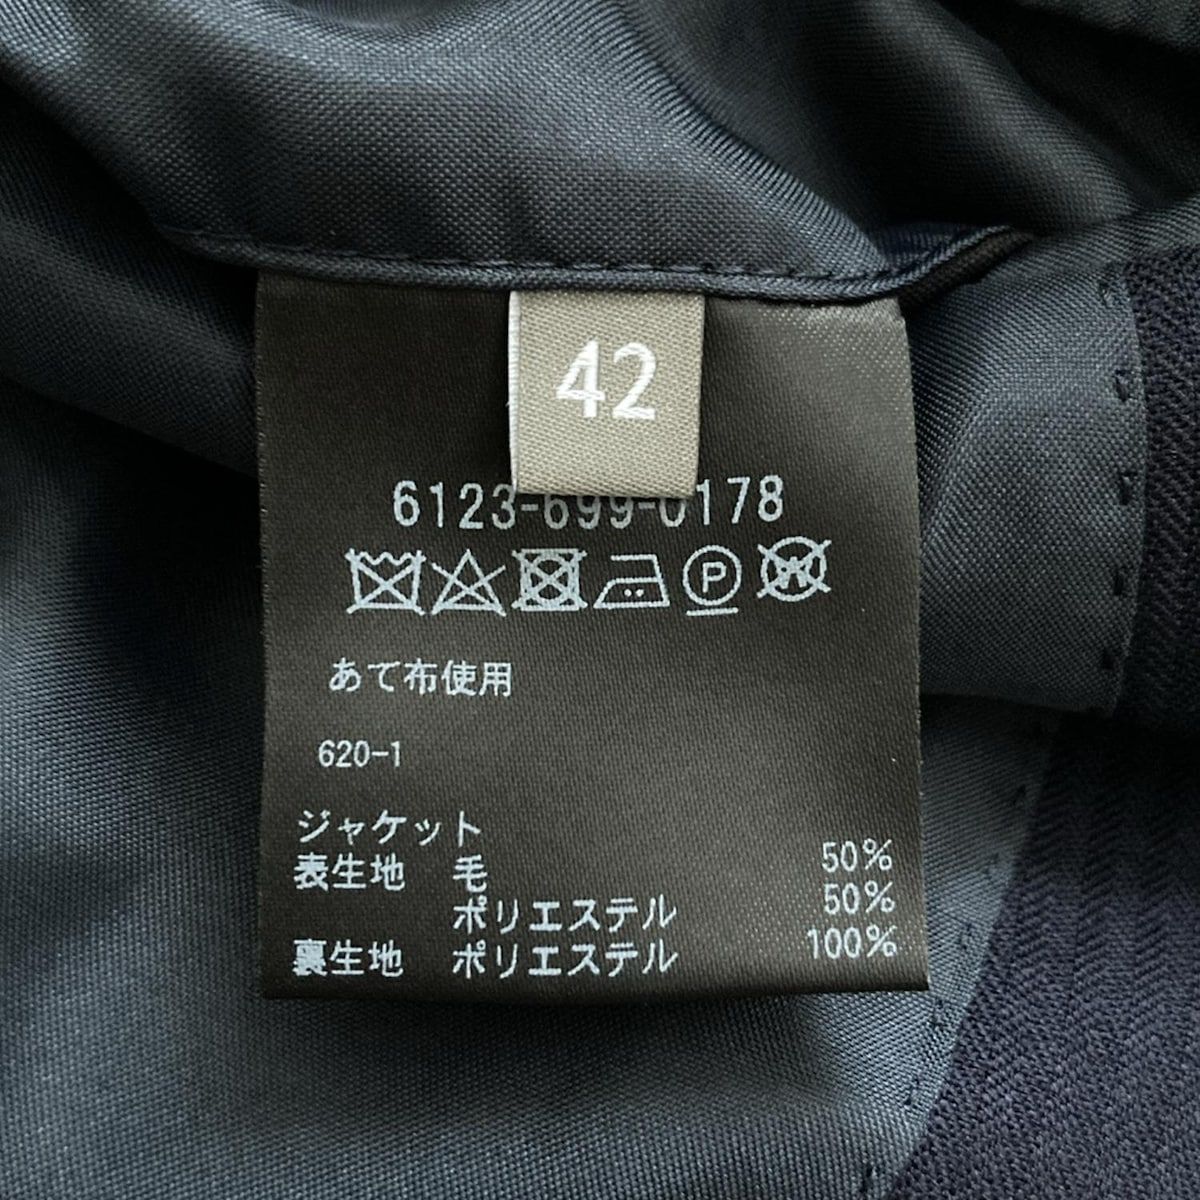 42
6123-699-0178
P
W
あて布使用
620-1
ジャケット
表生地 毛 50%
ポリエステル 50%
裏生地 ポリエステル 100%